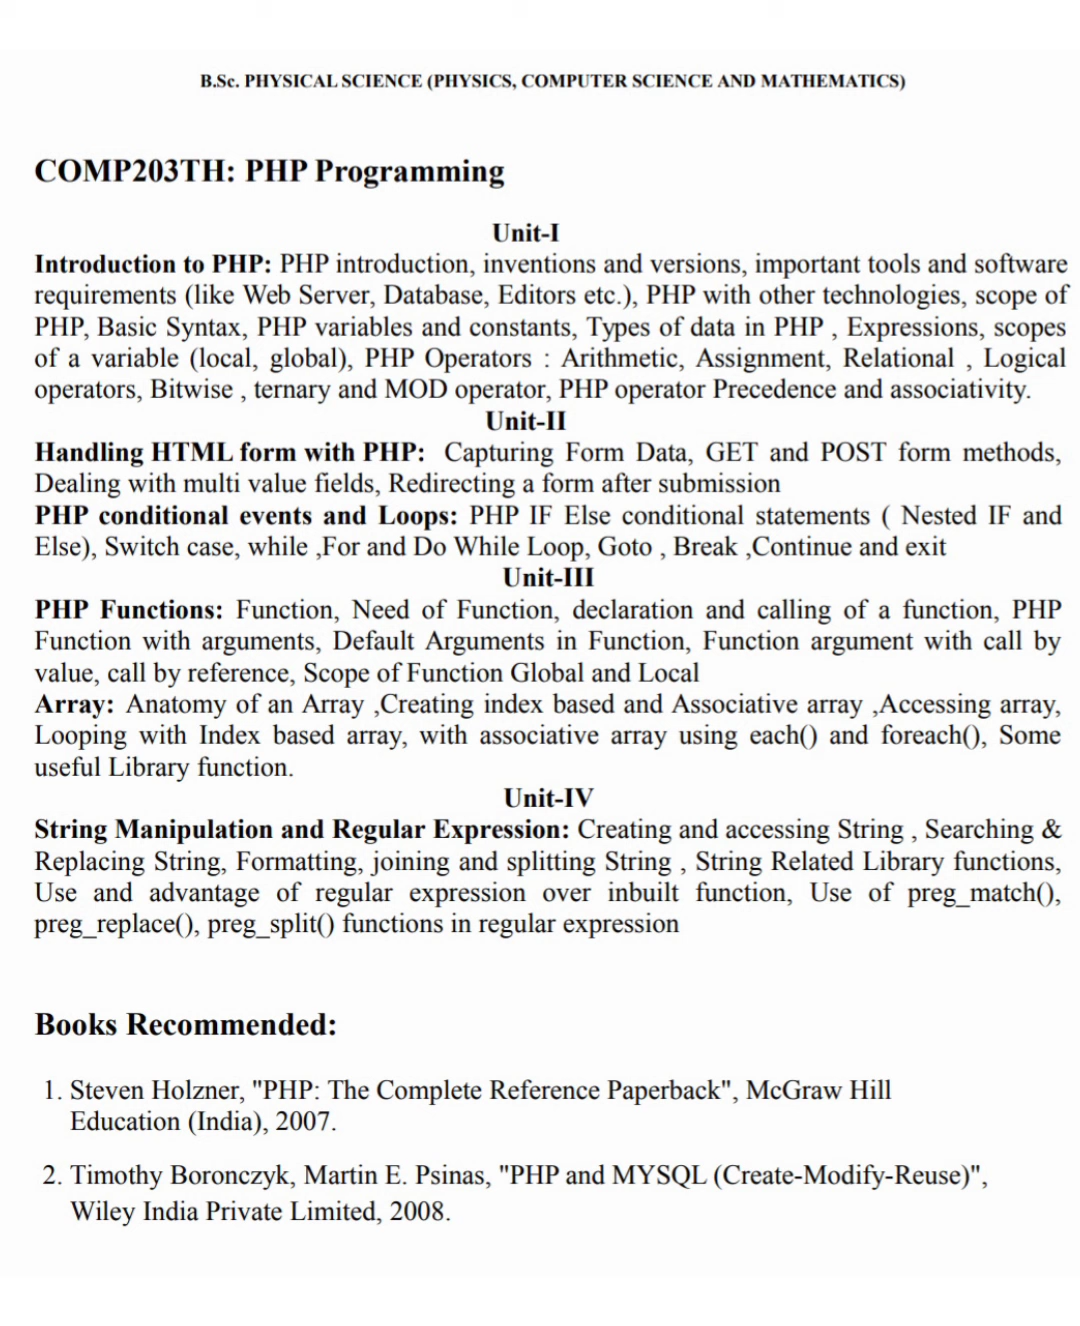 B.Sc. PHYSICAL SCIENCE (PHYSICS, COMPUTER SCIENCE AND MATHEMATICS)
COMP203TH: PHP Programming
Unit-I
Introduction to PHP: PHP introduction, inventions and versions, important tools and software
requirements (like Web Server, Database, Editors etc.), PHP with other technologies, scope of
PHP, Basic Syntax, PHP variables and constants, Types of data in PHP , Expressions, scopes
of a variable (local, global), PHP Operators : Arithmetic, Assignment, Relational , Logical
operators, Bitwise , ternary and MOD operator, PHP operator Precedence and associativity.
Unit-II
Handling HTML form with PHP: Capturing Form Data, GET and POST form methods,
Dealing with multi value fields, Redirecting a form after submission
PHP conditional events and Loops: PHP IF Else conditional statements ( Nested IF and
Else), Switch case, while ,For and Do While Loop, Goto , Break ,Continue and exit
Unit-III
PHP Functions: Function, Need of Function, declaration and calling of a function, PHP
Function with arguments, Default Arguments in Function, Function argument with call by
value, call by reference, Scope of Function Global and Local
Array: Anatomy of an Array ,Creating index based and Associative array ,Accessing array,
Looping with Index based array, with associative array using each() and foreach(), Some
useful Library function.
Unit-IV
String Manipulation and Regular Expression: Creating and accessing String , Searching &
Replacing String, Formatting, joining and splitting String , String Related Library functions,
Use and advantage of regular expression over inbuilt function, Use of preg_match(),
preg_replace(), preg_split() functions in regular expression
Books Recommended:
1. Steven Holzner, "PHP: The Complete Reference Paperback", McGraw Hill
Education (India), 2007.
2. Timothy Boronczyk, Martin E. Psinas, "PHP and MYSQL (Create-Modify-Reuse)",
Wiley India Private Limited, 2008.